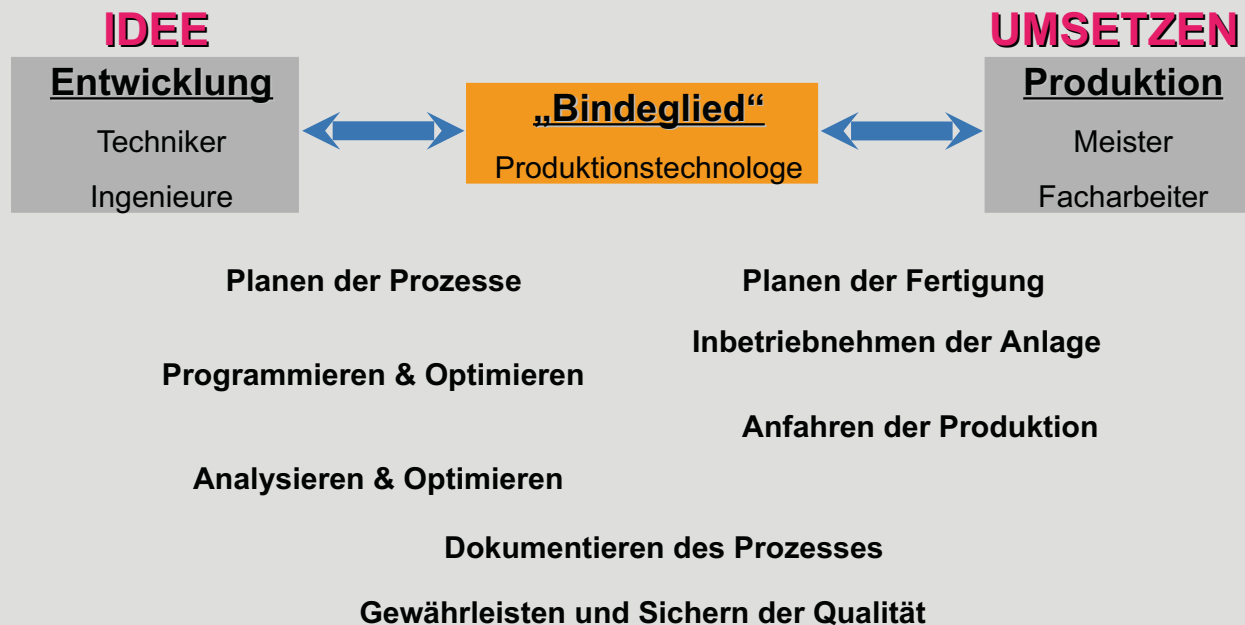 IDEE
UMSETZEN
Entwicklung
Techniker
Ingenieure
„Bindeglied“
Produktionstechnologe
Produktion
Meister
Facharbeiter
Planen der Prozesse
Planen der Fertigung
Inbetriebnehmen der Anlage
Programmieren & Optimieren
Anfahren der Produktion
Analysieren & Optimieren
Dokumentieren des Prozesses
Gewährleisten und Sichern der Qualität